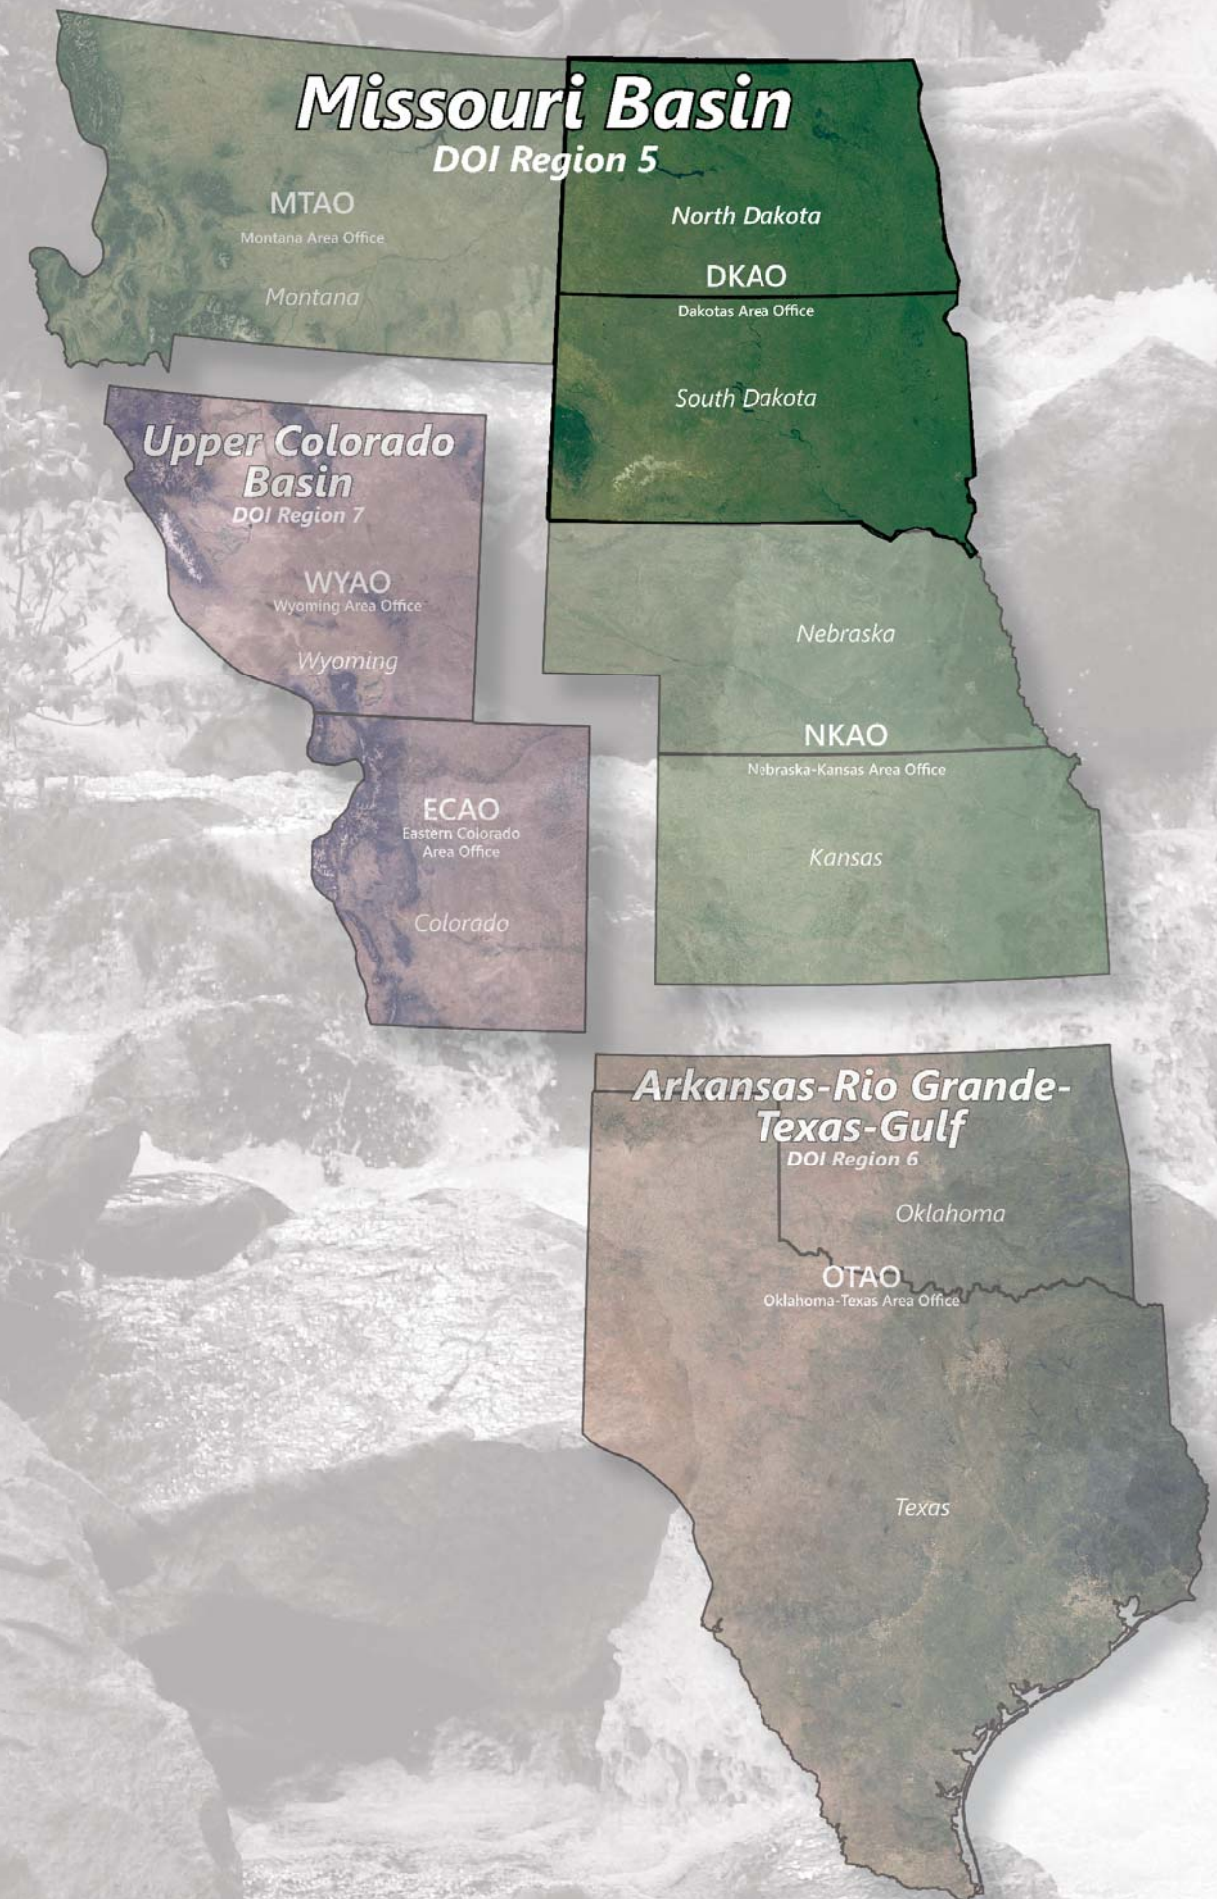 Missouri Basin
DOI Region 5
MTAO
Montana Area Office
Montana
North Dakota
DKAO
Dakotas Area Office
South Dakota
Upper Colorado
Basin
DOI Region 7
WYAO
Wyoming Area Office
Wyoming
Nebraska
NKAO
Nebraska-Kansas Area Office
Kansas
ECAO
Eastern Colorado
Area Office
Colorado
Arkansas-Rio Grande-
Texas-Gulf
DOI Region 6
Oklahoma
OTAO
Oklahoma-Texas Area Office
Texas